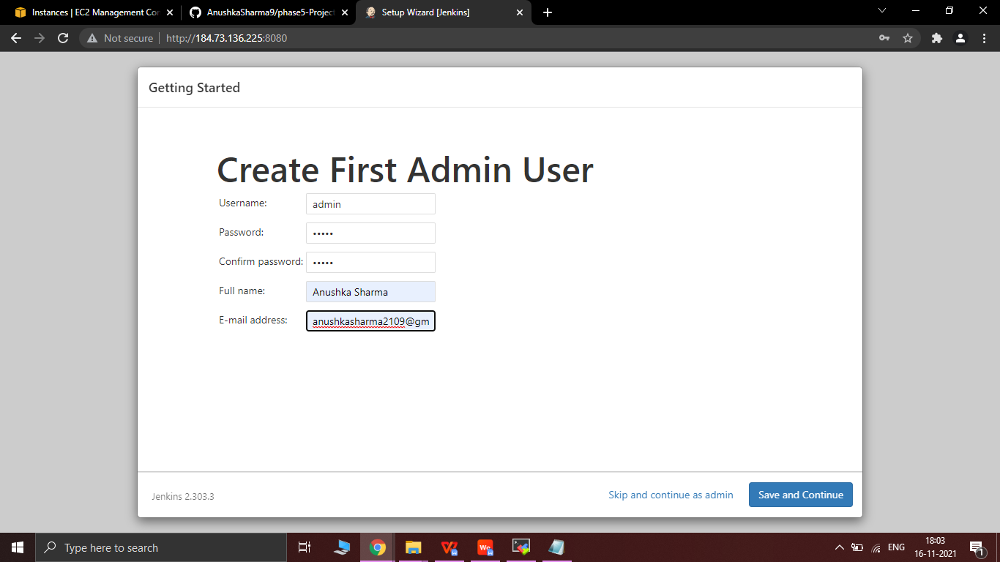 Instances | EC2 Management Con
AnushkaSharma9/phase5-Project
Setup Wizard [Jenkins]
Not secure
http://184.73.136.225:8080
Getting Started
Create First Admin User
Username: admin
Password: •••••
Confirm password: •••••
Full name: Anushka Sharma
E-mail address: anushkasharma2109@gm
Jenkins 2.303.3
Skip and continue as admin
Save and Continue
Type here to search
ENG
18:03
16-11-2021
1